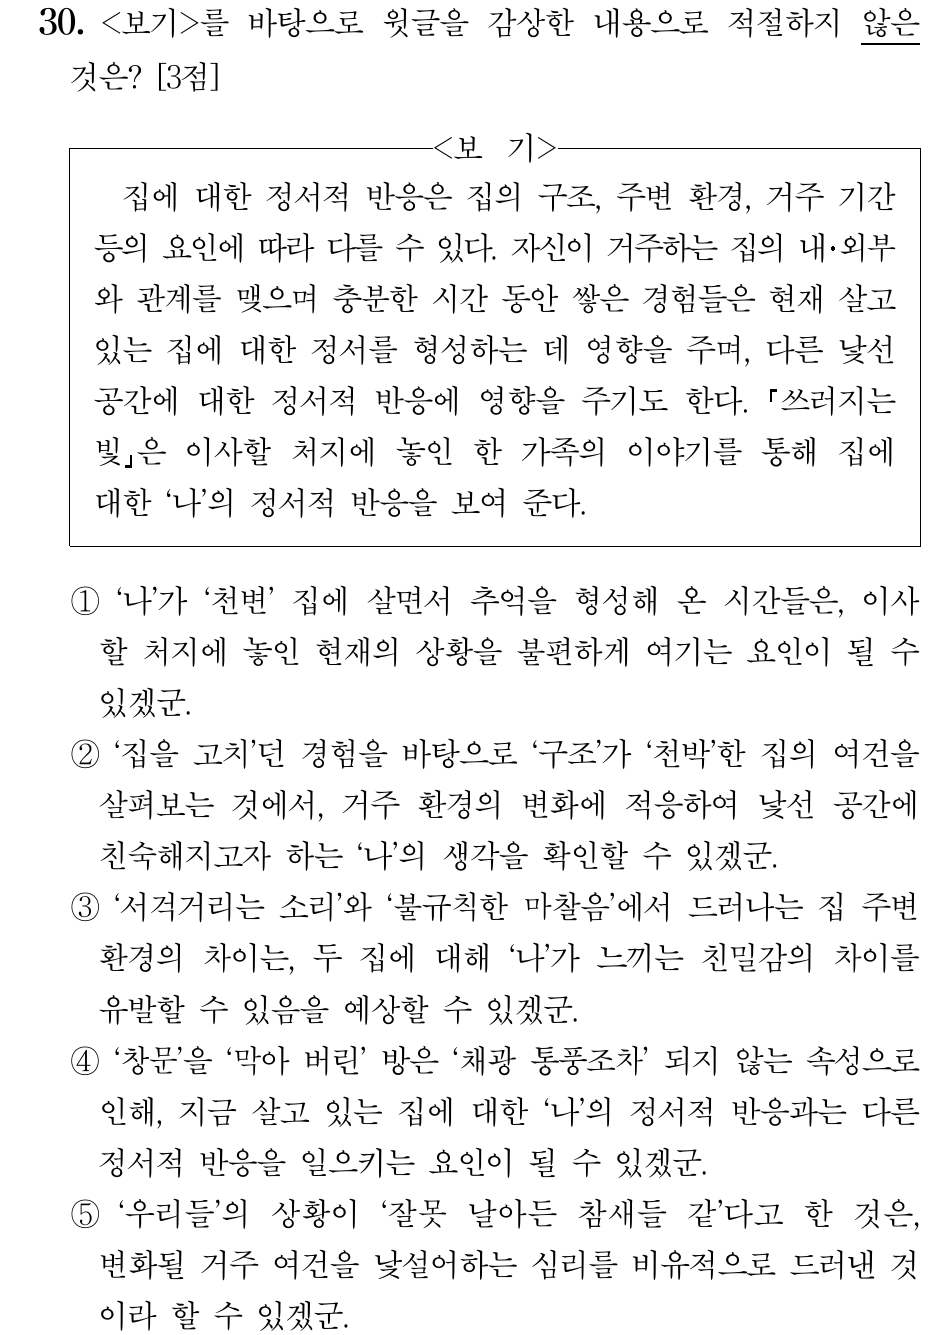 30. <보기>를 바탕으로 윗글을 감상한 내용으로 적절하지 않은
것은? [3점]
<보 기>
집에 대한 정서적 반응은 집의 구조, 주변 환경, 거주 기간
등의 요인에 따라 다를 수 있다. 자신이 거주하는 집의 내·외부
와 관계를 맺으며 충분한 시간 동안 쌓은 경험들은 현재 살고
있는 집에 대한 정서를 형성하는 데 영향을 주며, 다른 낯선
공간에 대한 정서적 반응에 영향을 주기도 한다. 『쓰러지는
빛』은 이사할 처지에 놓인 한 가족의 이야기를 통해 집에
대한 ‘나’의 정서적 반응을 보여 준다.
① ‘나’가 ‘천변’ 집에 살면서 추억을 형성해 온 시간들은, 이사
할 처지에 놓인 현재의 상황을 불편하게 여기는 요인이 될 수
있겠군.
② ‘집을 고치’던 경험을 바탕으로 ‘구조’가 ‘천박’한 집의 여건을
살펴보는 것에서, 거주 환경의 변화에 적응하여 낯선 공간에
친숙해지고자 하는 ‘나’의 생각을 확인할 수 있겠군.
③ ‘서걱거리는 소리’와 ‘불규칙한 마찰음’에서 드러나는 집 주변
환경의 차이는, 두 집에 대해 ‘나’가 느끼는 친밀감의 차이를
유발할 수 있음을 예상할 수 있겠군.
④ ‘창문’을 ‘막아 버린’ 방은 ‘채광 통풍조차’ 되지 않는 속성으로
인해, 지금 살고 있는 집에 대한 ‘나’의 정서적 반응과는 다른
정서적 반응을 일으키는 요인이 될 수 있겠군.
⑤ ‘우리들’의 상황이 ‘잘못 날아든 참새들 같’다고 한 것은,
변화될 거주 여건을 낯설어하는 심리를 비유적으로 드러낸 것
이라 할 수 있겠군.